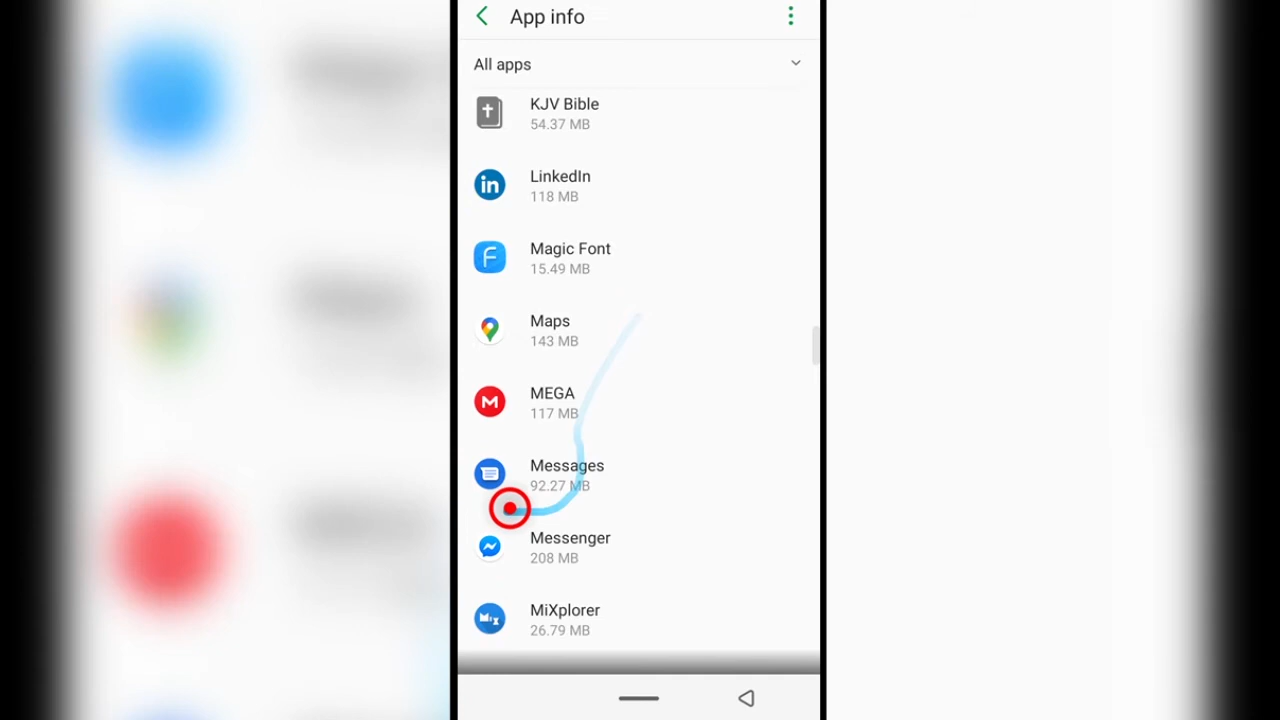 App info
All apps
KJV Bible
54.37 MB
LinkedIn
118 MB
Magic Font
15.49 MB
Maps
143 MB
MEGA
117 MB
Messages
92.27 MB
Messenger
208 MB
MiXplorer
26.79 MB